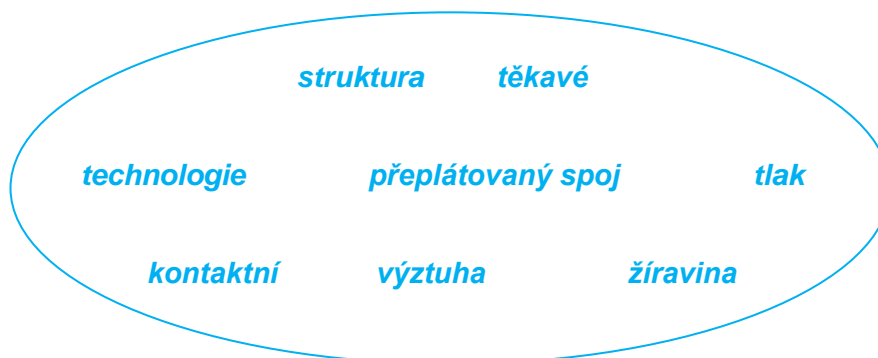 struktura těkavé
technologie přeplátovaný spoj tlak
kontaktní výztuha žíravina